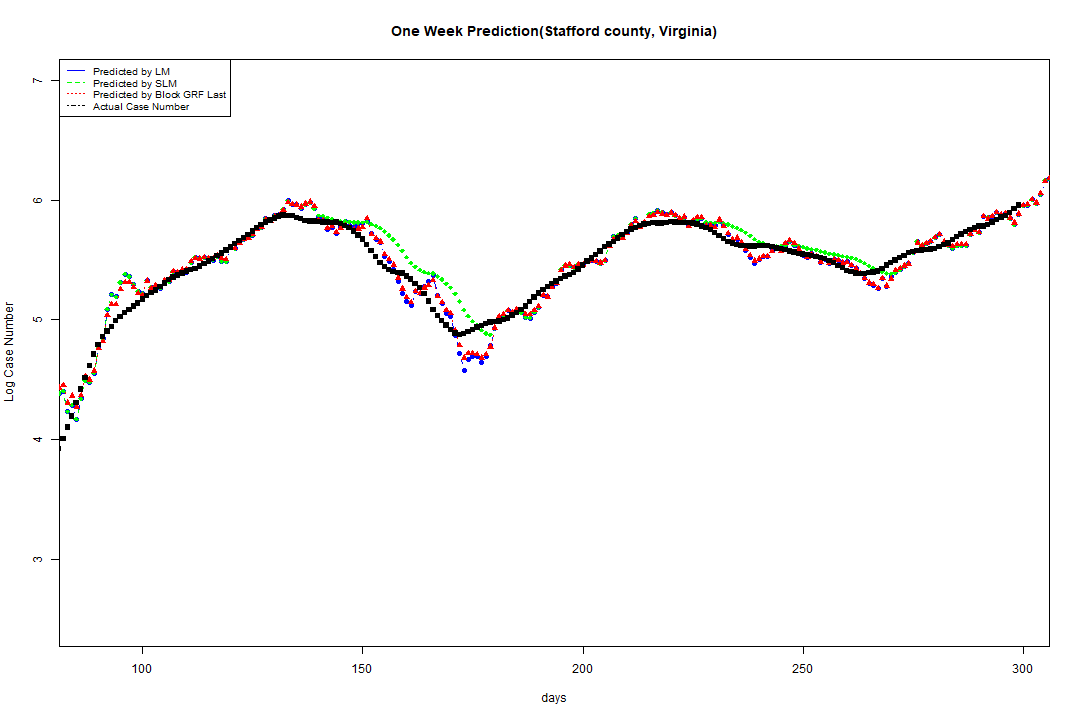 One Week Prediction(Stafford county, Virginia)
Predicted by LM
Predicted by SLM
Predicted by Block GRF Last
Actual Case Number
7
6
5
4
3
Log Case Number
100
150
200
250
300
days